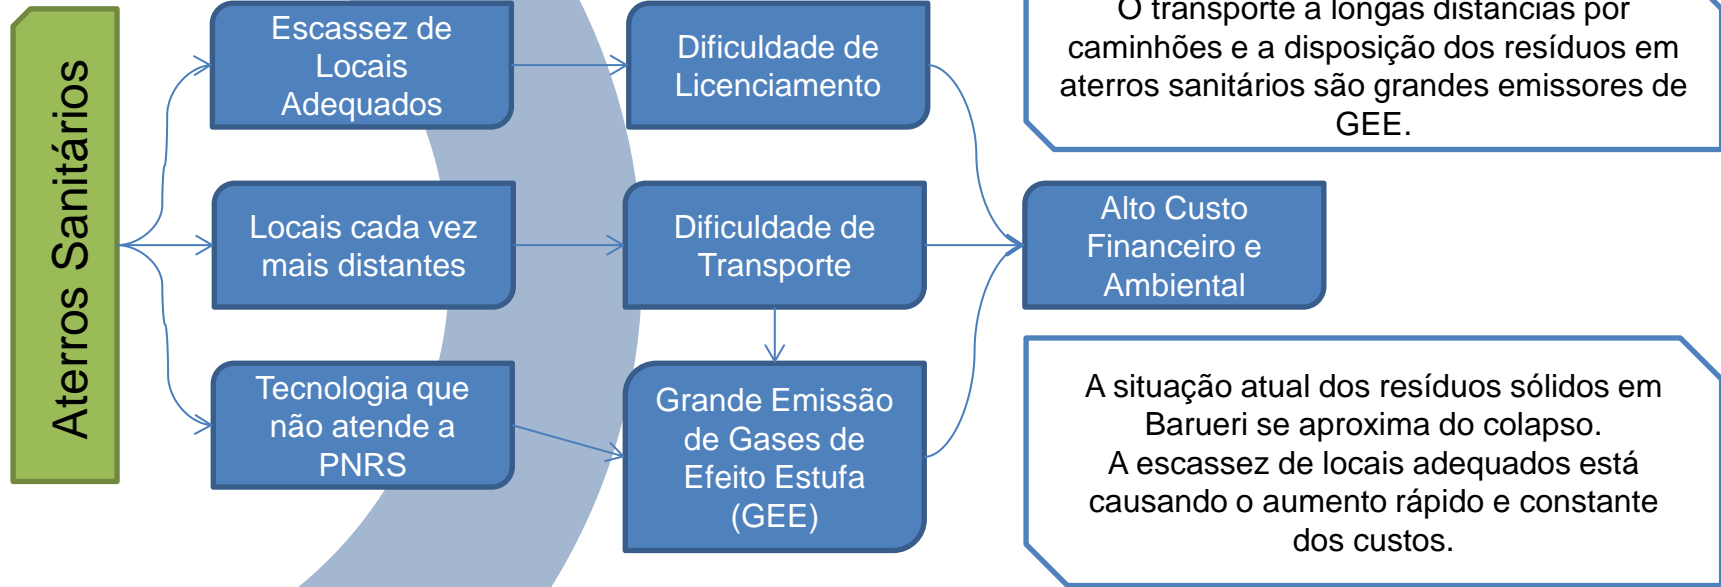 Aterros Sanitários
Escassez de
Locais
Adequados
Dificuldade de
Licenciamento
O transporte a longas distâncias por
caminhões e a disposição dos resíduos em
aterros sanitários são grandes emissores de
GEE.
Locais cada vez
mais distantes
Dificuldade de
Transporte
Alto Custo
Financeiro e
Ambiental
Tecnologia que
não atende a
PNRS
Grande Emissão
de Gases de
Efeito Estufa
(GEE)
A situação atual dos resíduos sólidos em
Barueri se aproxima do colapso.
A escassez de locais adequados está
causando o aumento rápido e constante
dos custos.